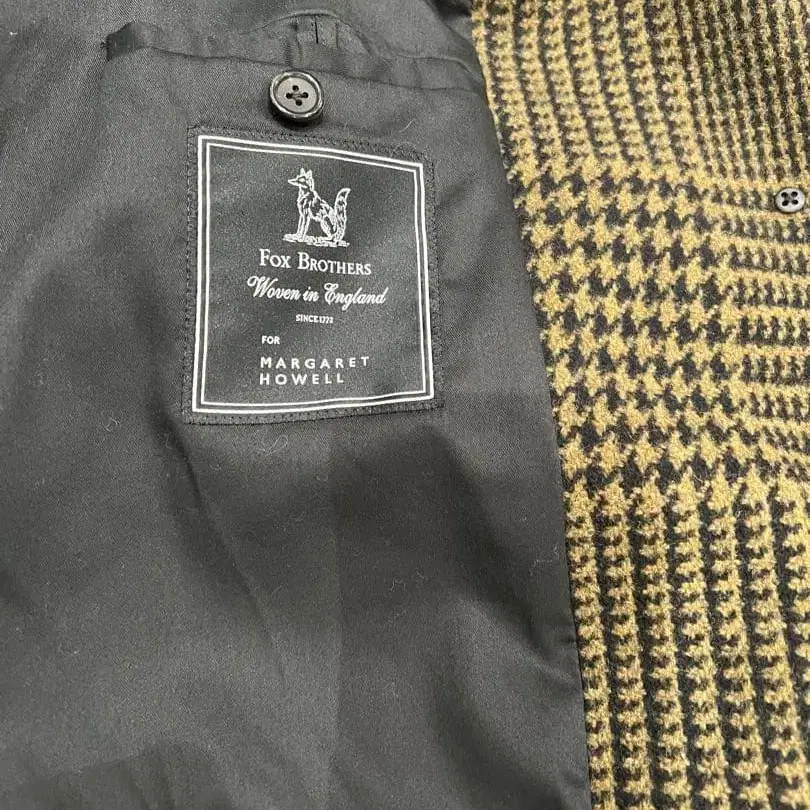 FOX BROTHERS
Woven in England
SINCE 1772
FOR
MARGARET
HOWELL